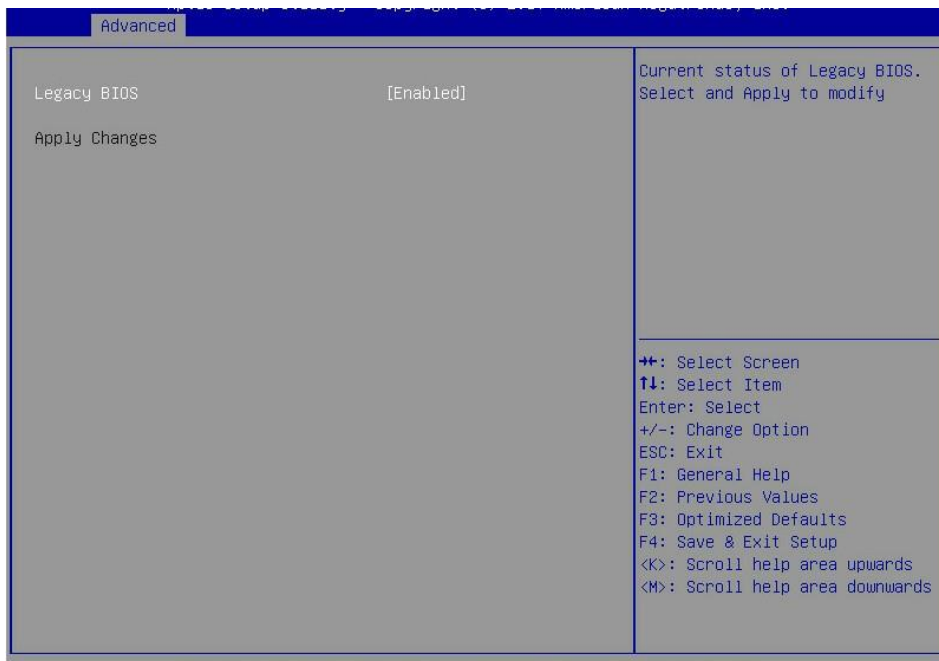 Advanced
Legacy BIOS [Enabled]
Apply Changes
Current status of Legacy BIOS.
Select and Apply to modify
→←: Select Screen
↑↓: Select Item
Enter: Select
+/-: Change Option
ESC: Exit
F1: General Help
F2: Previous Values
F3: Optimized Defaults
F4: Save & Exit Setup
<K>: Scroll help area upwards
<M>: Scroll help area downwards